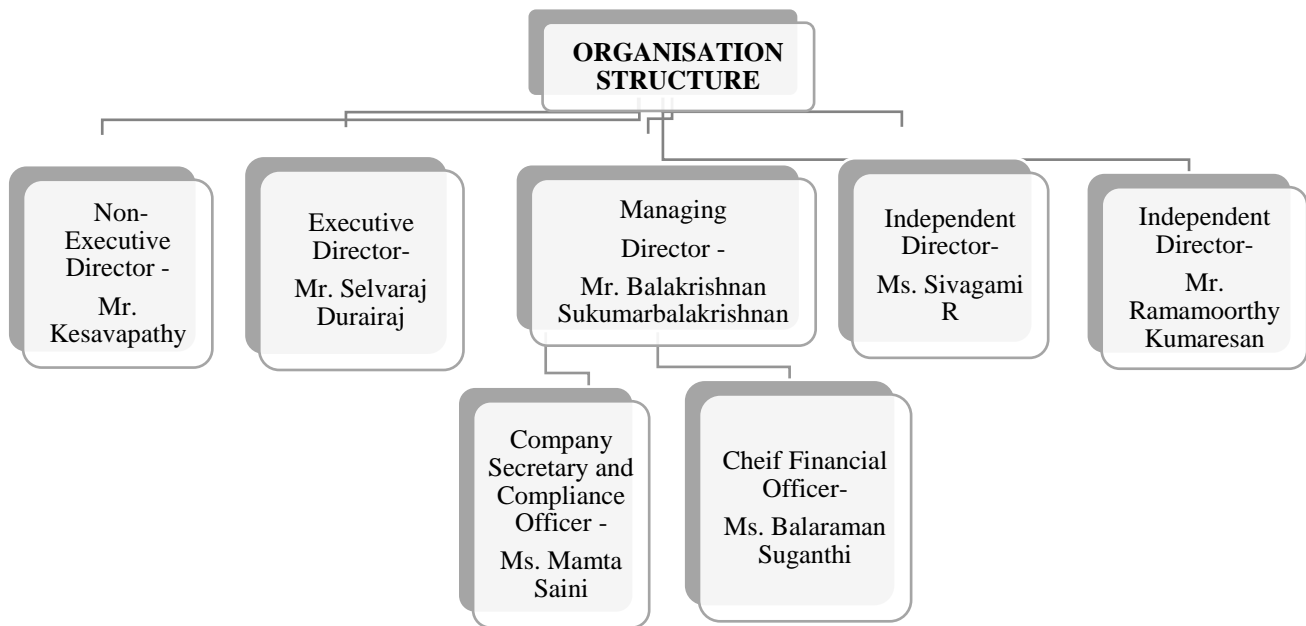 ORGANISATION
STRUCTURE
Non-
Executive
Director -
Mr.
Kesavapathy
Executive
Director-
Mr. Selvaraj
Durairaj
Managing
Director -
Mr. Balakrishnan
Sukumarbalakrishnan
Independent
Director-
Ms. Sivagami
R
Independent
Director-
Mr.
Ramamoorthy
Kumaresan
Company
Secretary and
Compliance
Officer -
Ms. Mamta
Saini
Cheif Financial
Officer-
Ms. Balaraman
Suganthi